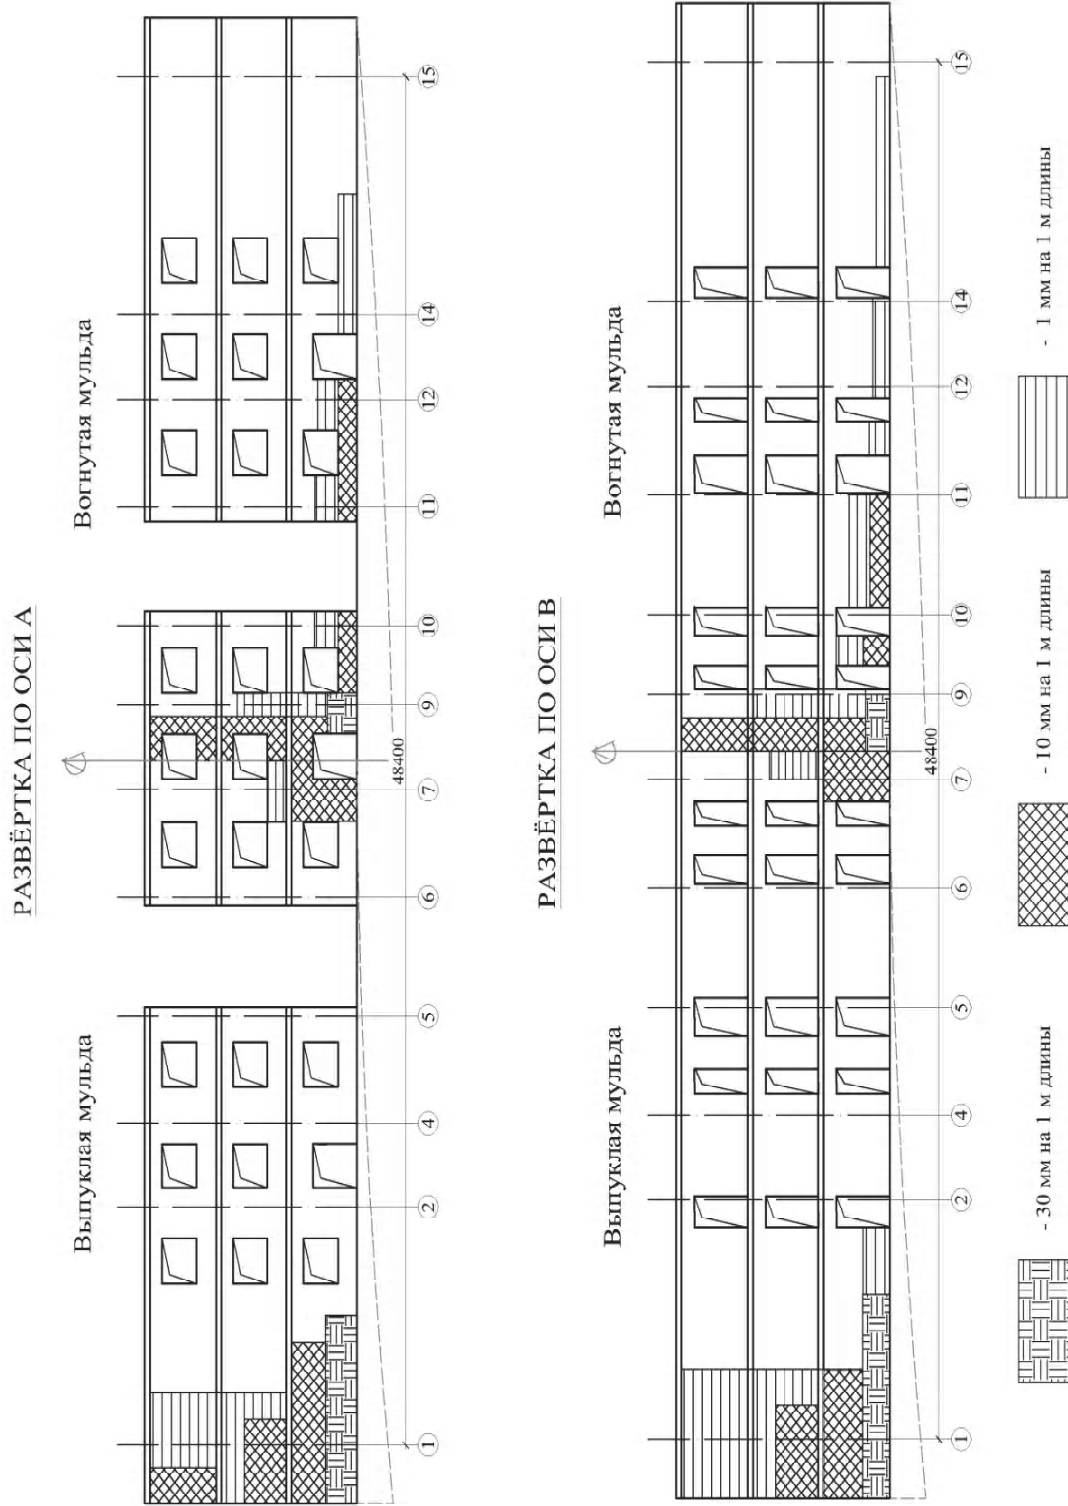 РАЗВЁРТКА ПО ОСИ А
Выпуклая мульда
Вогнутая мульда
48400
1
2
4
5
6
7
9
10
11
12
14
15
РАЗВЁРТКА ПО ОСИ В
Выпуклая мульда
Вогнутая мульда
48400
1
2
4
5
6
7
9
10
11
12
14
15
- 30 мм на 1 м длины
- 10 мм на 1 м длины
- 1 мм на 1 м длины